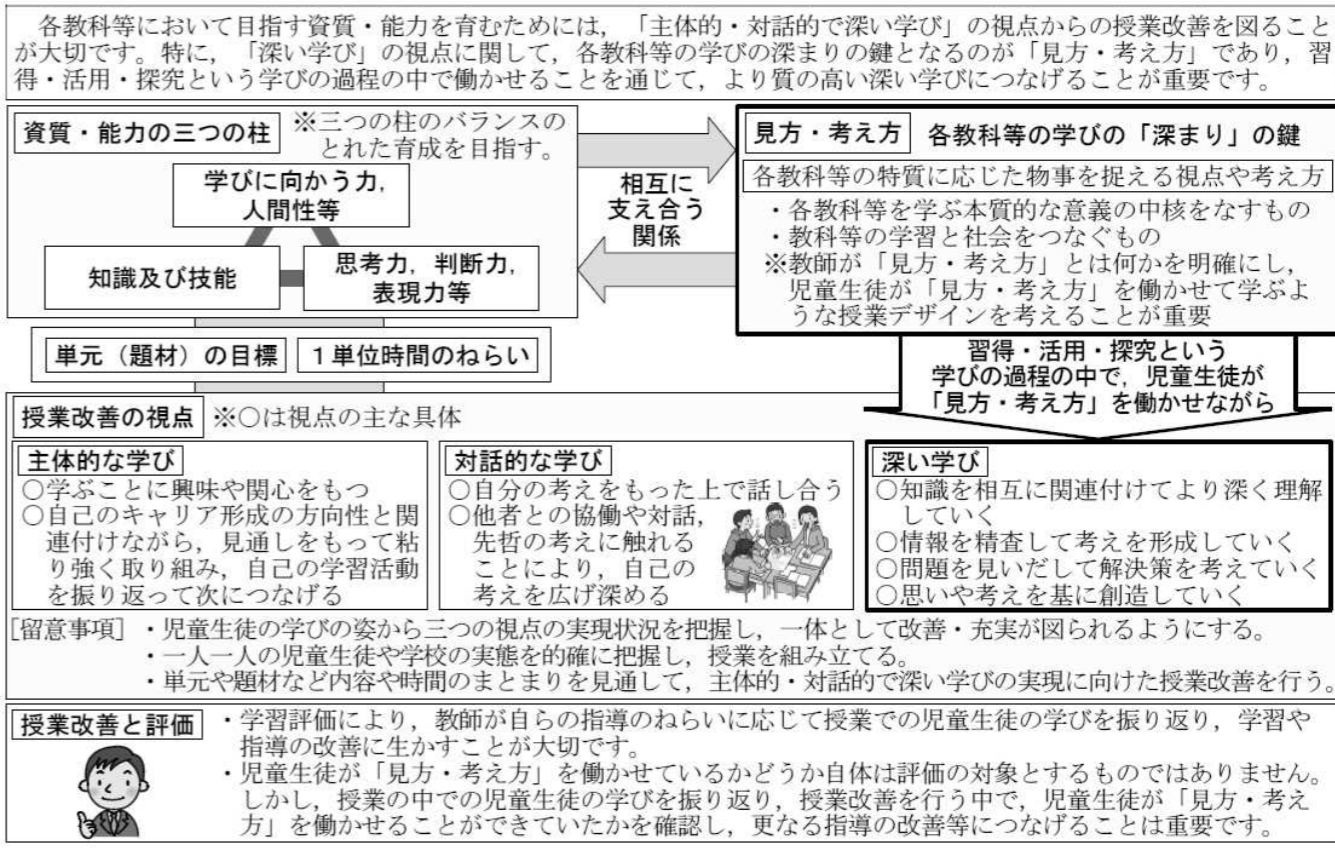 各教科等において目指す資質・能力を育むためには，「主体的・対話的で深い学び」の視点からの授業改善を図ること
が大切です。特に，「深い学び」の視点に関して，各教科等の学びの深まりの鍵となるのが「見方・考え方」であり，習
得・活用・探究という学びの過程の中で働かせることを通じて，より質の高い深い学びにつなげることが重要です。
資質・能力の三つの柱
※三つの柱のバランスの
とれた育成を目指す。
学びに向かう力，
人間性等
知識及び技能
思考力，判断力，
表現力等
相互に
支え合う
関係
見方・考え方 各教科等の学びの「深まり」の鍵
各教科等の特質に応じた物事を捉える視点や考え方
・各教科等を学ぶ本質的な意義の中核をなすもの
・教科等の学習と社会をつなぐもの
※教師が「見方・考え方」とは何かを明確にし，
児童生徒が「見方・考え方」を働かせて学ぶよ
うな授業デザインを考えることが重要
単元（題材）の目標
１単位時間のねらい
習得・活用・探究という
学びの過程の中で，児童生徒が
「見方・考え方」を働かせながら
授業改善の視点 ※○は視点の主な具体
主体的な学び
○学ぶことに興味や関心をもつ
○自己のキャリア形成の方向性と関
連付けながら，見通しをもって粘
り強く取り組み，自己の学習活動
を振り返って次につなげる
対話的な学び
○自分の考えをもった上で話し合う
○他者との協働や対話，
先哲の考えに触れる
ことにより，自己の
考えを広げ深める
深い学び
○知識を相互に関連付けてより深く理解
していく
○情報を精査して考えを形成していく
○問題を見いだして解決策を考えていく
○思いや考えを基に創造していく
[留意事項] ・児童生徒の学びの姿から三つの視点の実現状況を把握し，一体として改善・充実が図られるようにする。
・一人一人の児童生徒や学校の実態を的確に把握し，授業を組み立てる。
・単元や題材など内容や時間のまとまりを見通して，主体的・対話的で深い学びの実現に向けた授業改善を行う。
授業改善と評価
・学習評価により，教師が自らの指導のねらいに応じて授業での児童生徒の学びを振り返り，学習や
指導の改善に生かすことが大切です。
・児童生徒が「見方・考え方」を働かせているかどうか自体は評価の対象とするものではありません。
しかし，授業の中での児童生徒の学びを振り返り，授業改善を行う中で，児童生徒が「見方・考え
方」を働かせることができていたかを確認し，更なる指導の改善等につなげることは重要です。